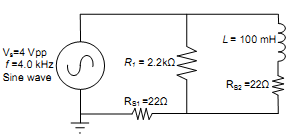 Vs=4 Vpp
f=4.0 kHz
Sine wave
R1 = 2.2kΩ
L = 100 mH
RS2 =22Ω
RS1 =22Ω